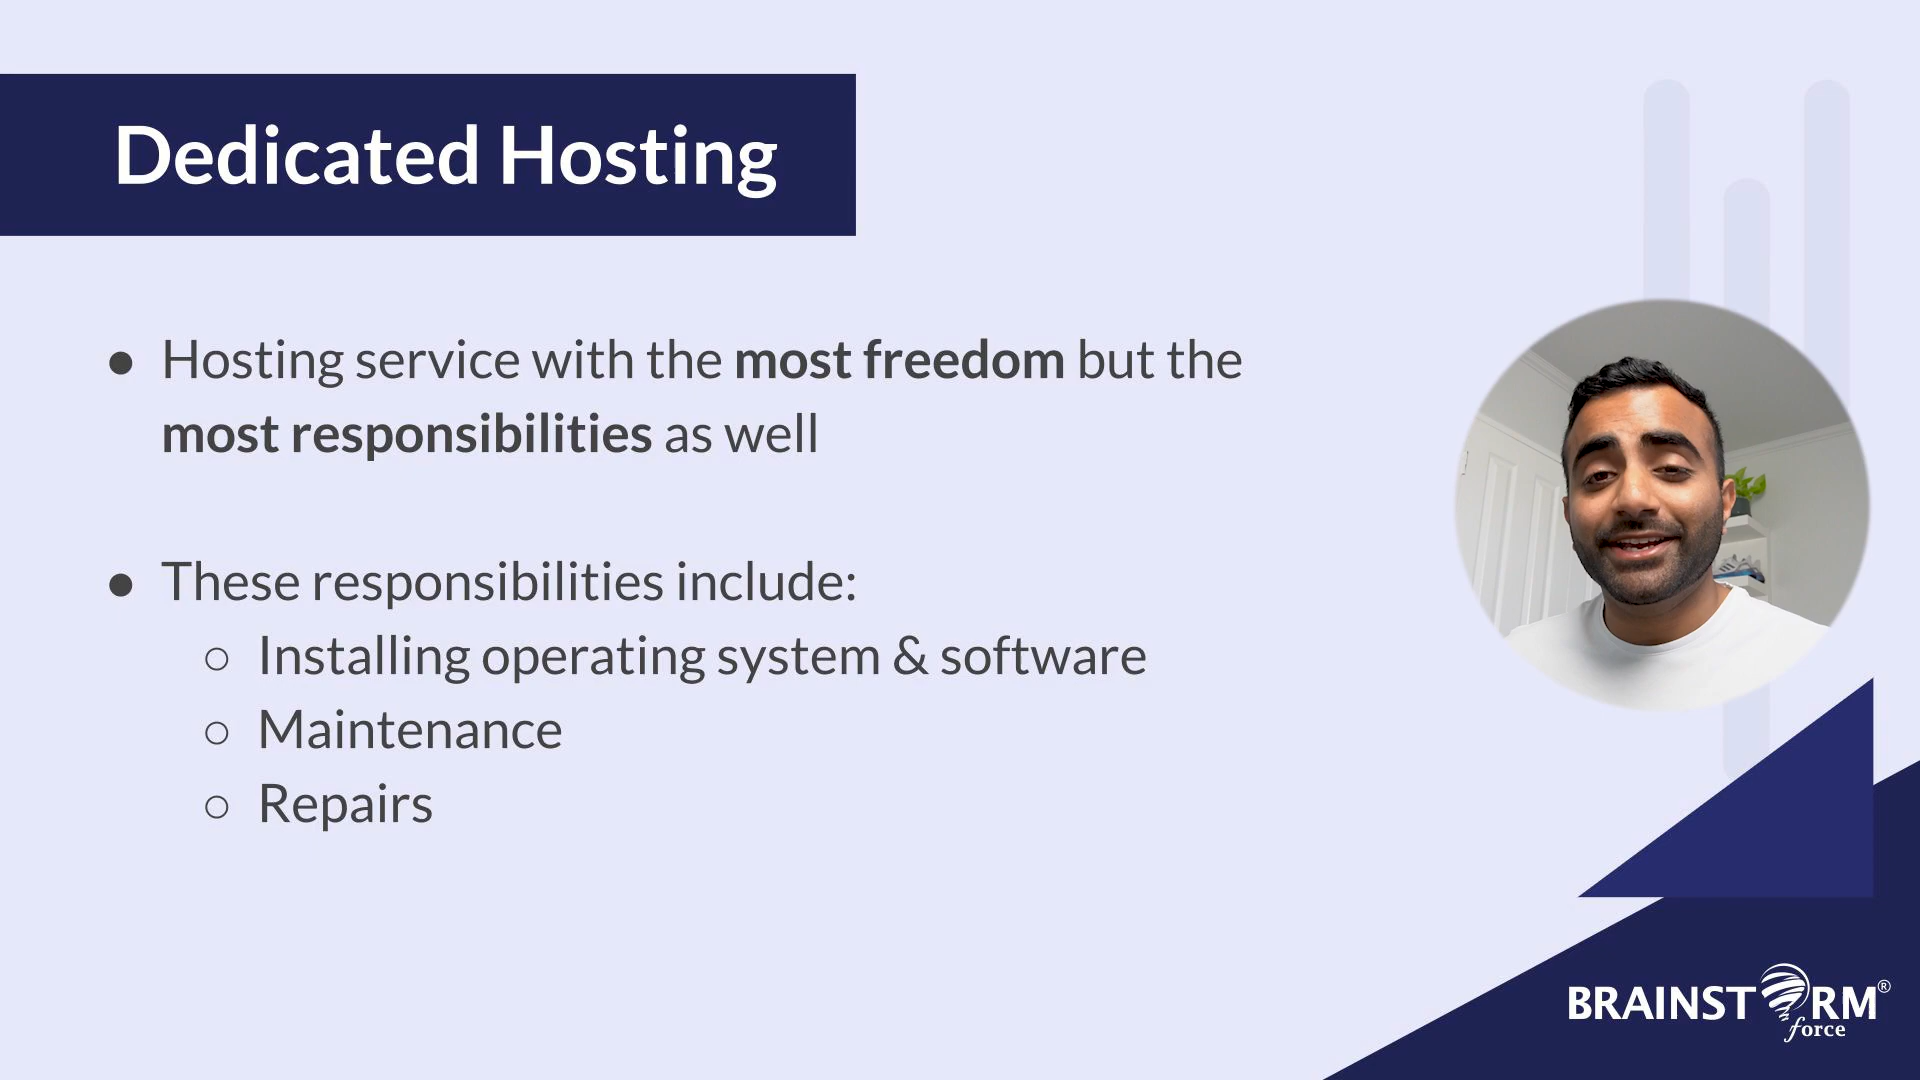 Dedicated Hosting
● Hosting service with the most freedom but the
most responsibilities as well
● These responsibilities include:
○ Installing operating system & software
○ Maintenance
○ Repairs
BRAINSTORM®
force